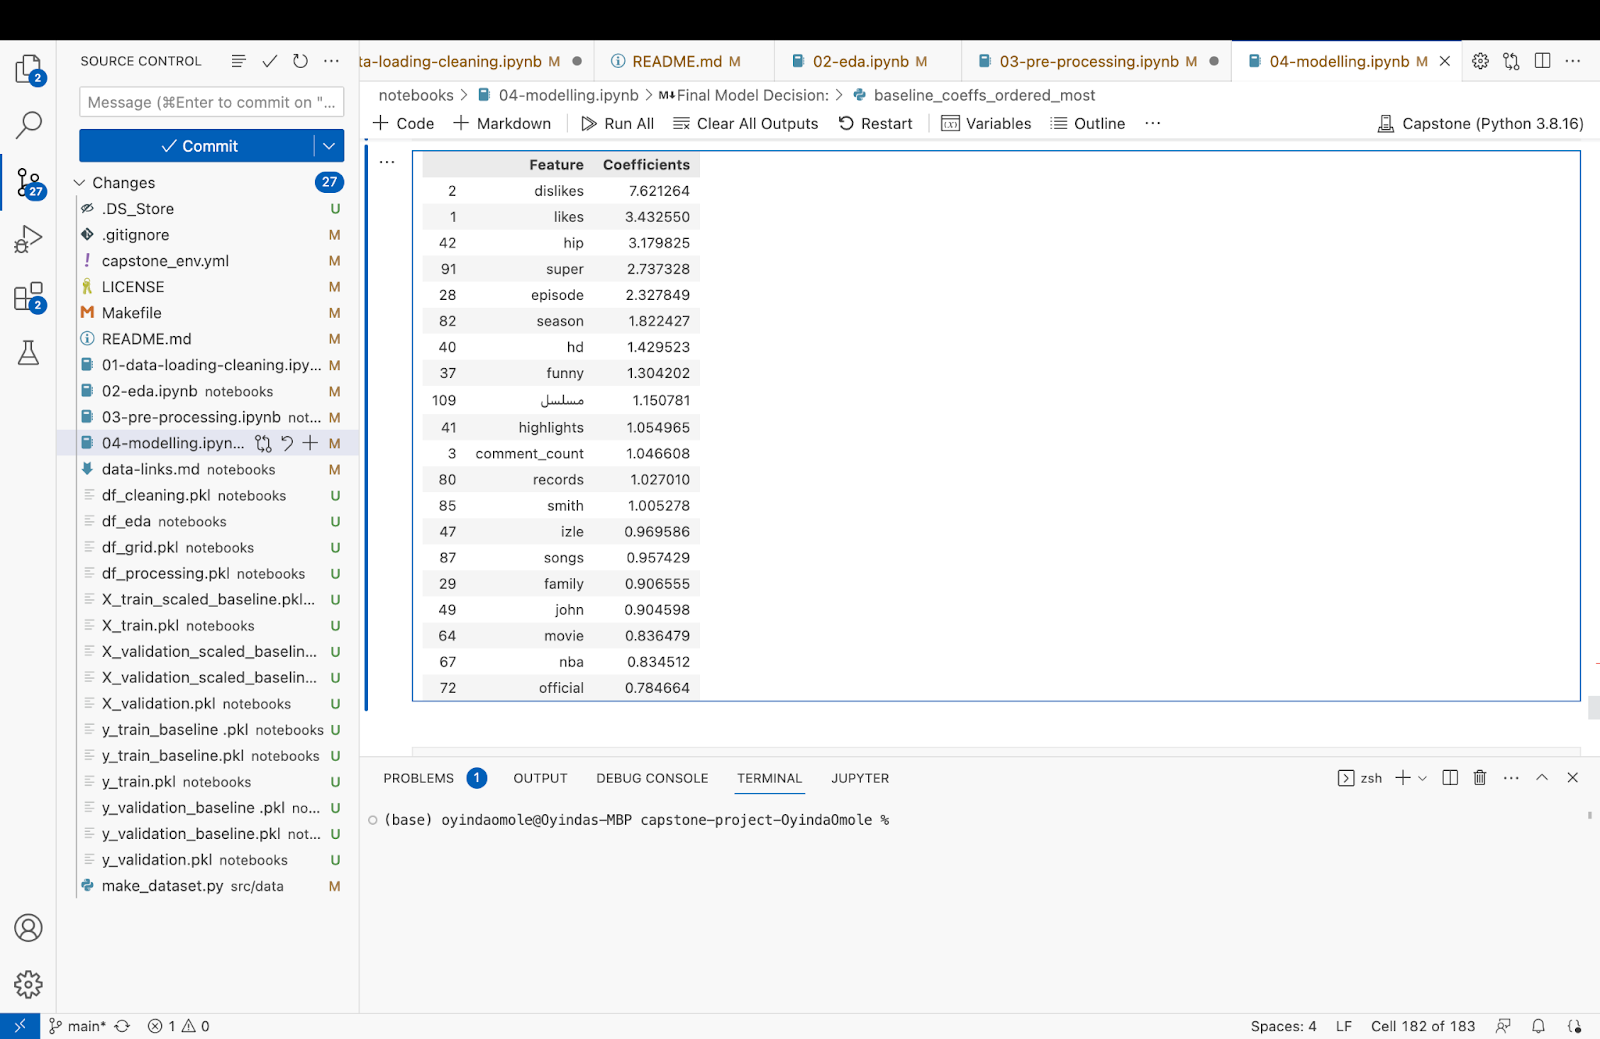 SOURCE CONTROL
ta-loading-cleaning.ipynb M
README.md M
02-eda.ipynb M
03-pre-processing.ipynb M
04-modelling.ipynb M
2
27
2
Message (⌘Enter to commit on "...
Commit
Changes 27
.DS_Store U
.gitignore M
! capstone_env.yml M
LICENSE M
M Makefile M
README.md M
01-data-loading-cleaning.ipy... M
02-eda.ipynb notebooks M
03-pre-processing.ipynb not... M
04-modelling.ipyn... M
data-links.md notebooks M
df_cleaning.pkl notebooks U
df_eda notebooks U
df_grid.pkl notebooks U
df_processing.pkl notebooks U
X_train_scaled_baseline.pkl... U
X_train.pkl notebooks U
X_validation_scaled_baselin... U
X_validation_scaled_baselin... U
X_validation.pkl notebooks U
y_train_baseline .pkl notebooks U
y_train_baseline.pkl notebooks U
y_train.pkl notebooks U
y_validation_baseline .pkl no... U
y_validation_baseline.pkl not... U
y_validation.pkl notebooks U
make_dataset.py src/data M
notebooks > 04-modelling.ipynb > M↓Final Model Decision: > baseline_coeffs_ordered_most
+ Code + Markdown Run All Clear All Outputs Restart Variables Outline ... Capstone (Python 3.8.16)
Feature Coefficients
2 dislikes 7.621264
1 likes 3.432550
42 hip 3.179825
91 super 2.737328
28 episode 2.327849
82 season 1.822427
40 hd 1.429523
37 funny 1.304202
109 مسلسل 1.150781
41 highlights 1.054965
3 comment_count 1.046608
80 records 1.027010
85 smith 1.005278
47 izle 0.969586
87 songs 0.957429
29 family 0.906555
49 john 0.904598
64 movie 0.836479
67 nba 0.834512
72 official 0.784664
PROBLEMS 1 OUTPUT DEBUG CONSOLE TERMINAL JUPYTER zsh
(base) oyindaomole@Oyindas-MBP capstone-project-OyindaOmole %
main* 1 0 Spaces: 4 LF Cell 182 of 183